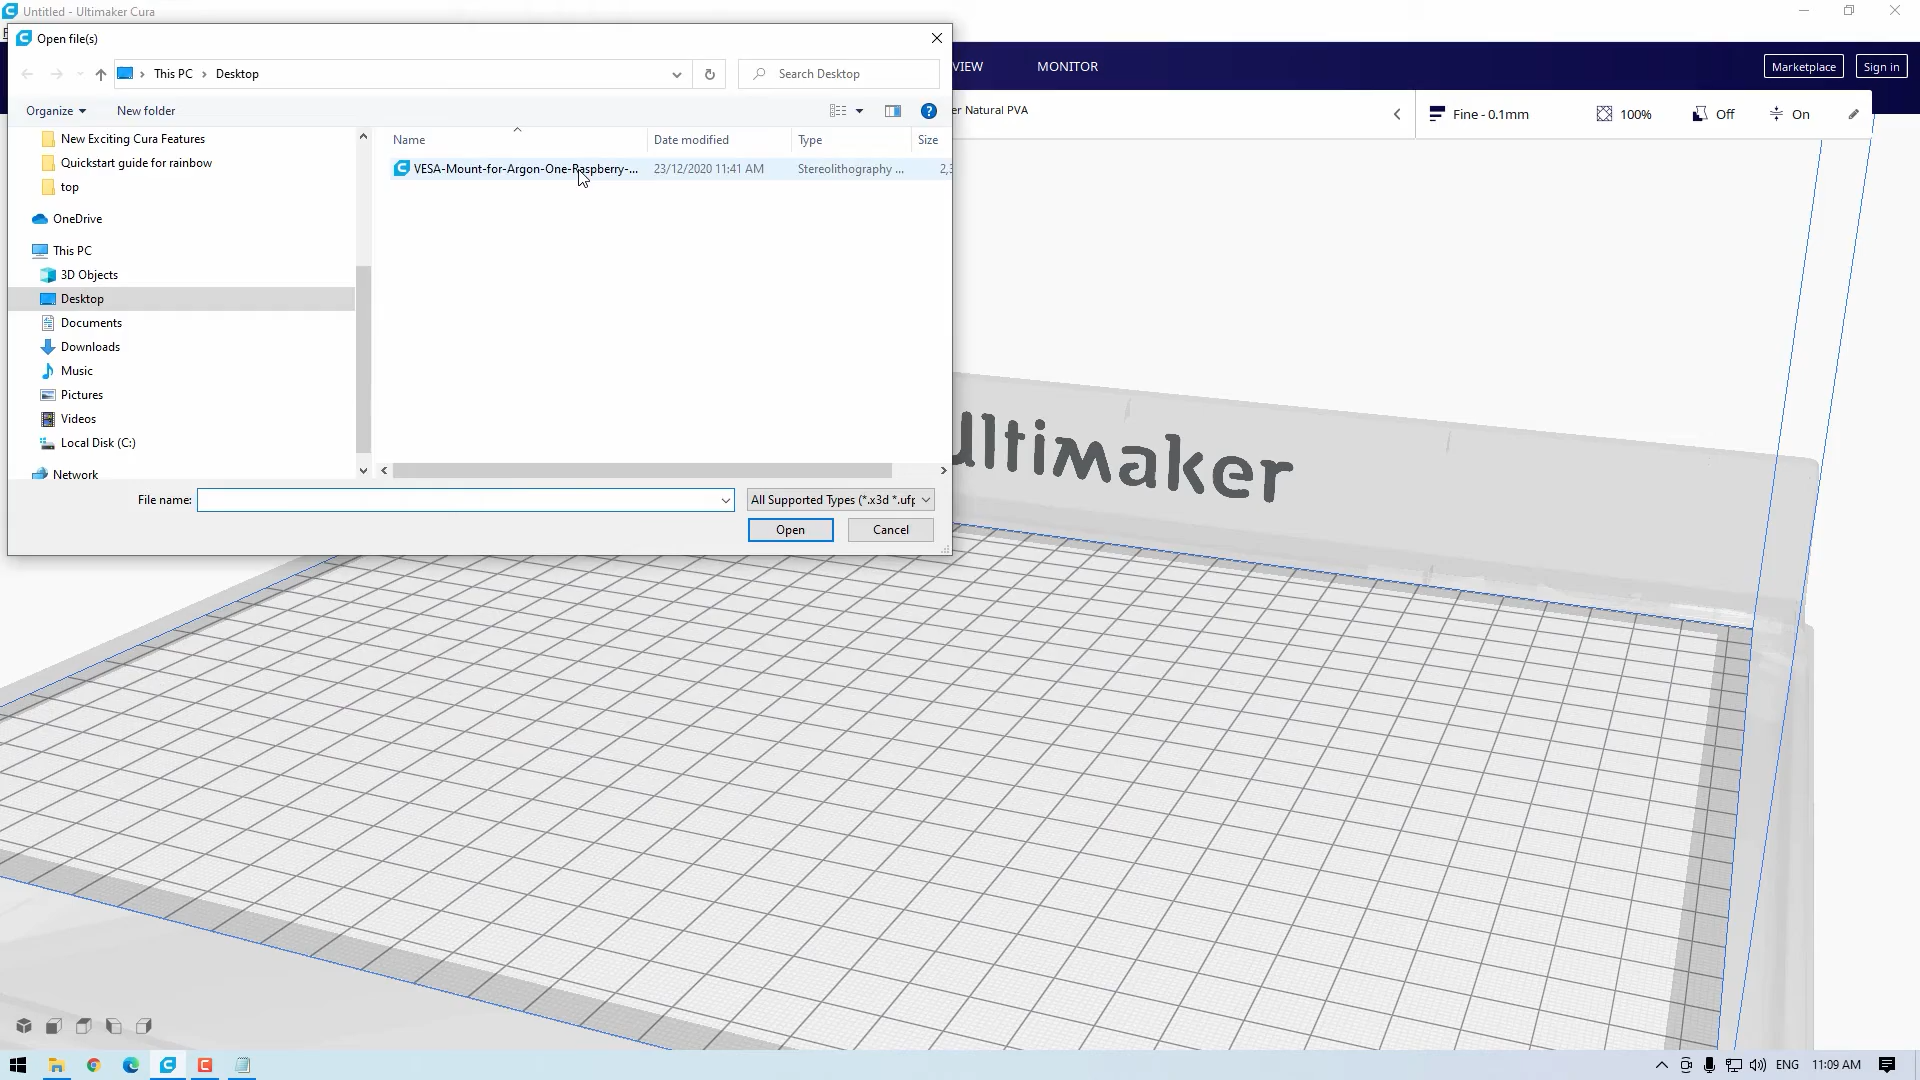 Untitled - Ultimaker Cura
Open file(s)
This PC
Desktop
Search Desktop
VIEW
MONITOR
Marketplace
Sign in
Organize
New folder
er Natural PVA
Fine - 0.1mm
100%
Off
On
Name
Date modified
Type
Size
VESA-Mount-for-Argon-One-Raspberry-...
23/12/2020 11:41 AM
Stereolithography ...
2,3
New Exciting Cura Features
Quickstart guide for rainbow
top
OneDrive
This PC
3D Objects
Desktop
Documents
Downloads
Music
Pictures
Videos
Local Disk (C:)
Network
Ultimaker
File name:
All Supported Types (*.x3d *.ufp
Open
Cancel
ENG
11:09 AM